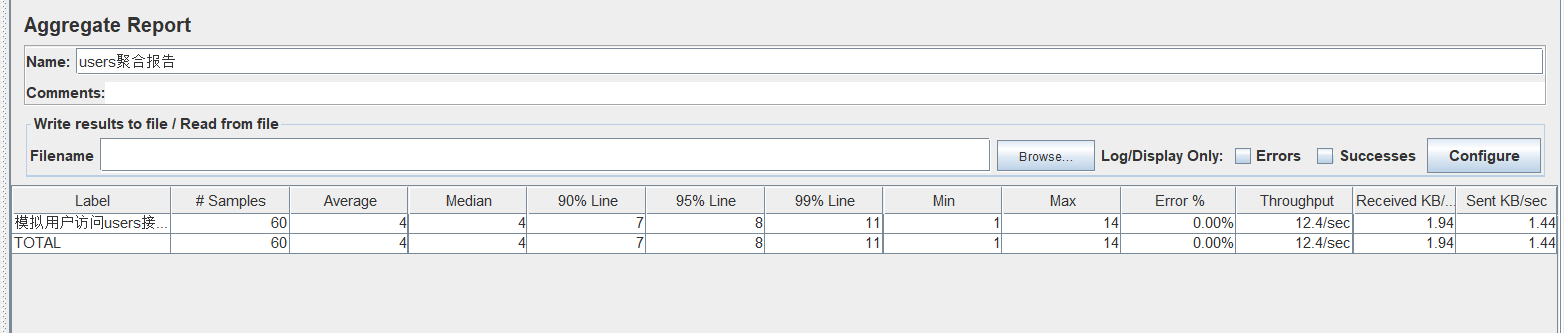 Aggregate Report
Name: users聚合报告
Comments:
Write results to file / Read from file
Filename Browse... Log/Display Only: Errors Successes Configure
Label # Samples Average Median 90% Line 95% Line 99% Line Min Max Error % Throughput Received KB/... Sent KB/sec
模拟用户访问users接... 60 4 4 7 8 11 1 14 0.00% 12.4/sec 1.94 1.44
TOTAL 60 4 4 7 8 11 1 14 0.00% 12.4/sec 1.94 1.44